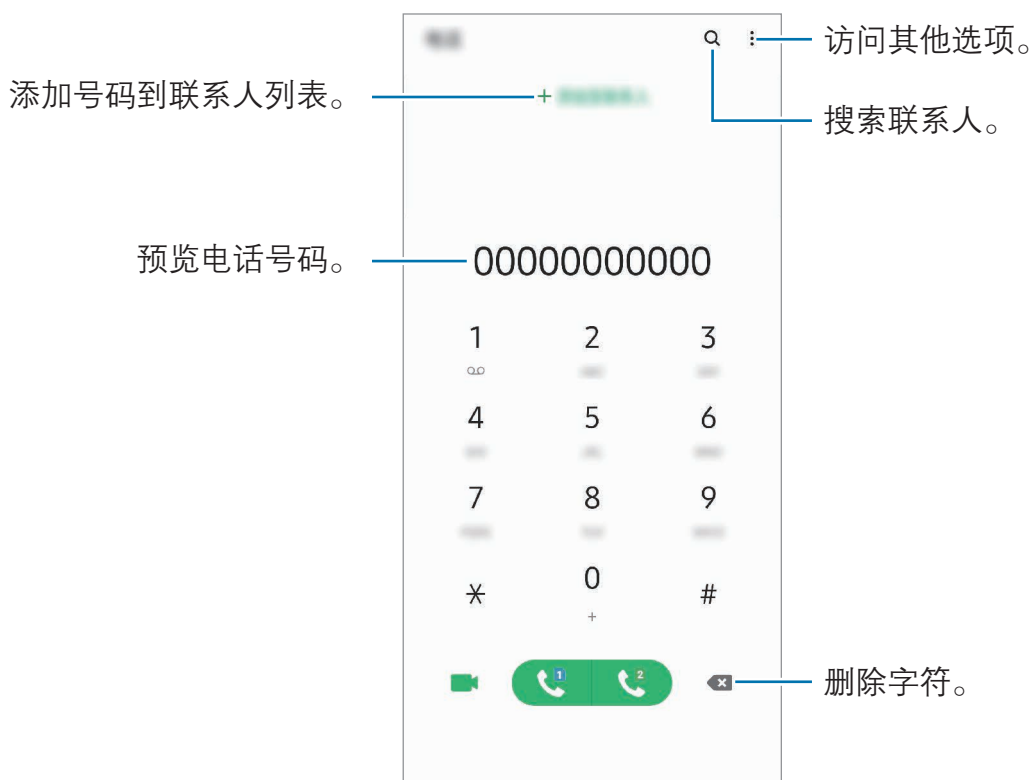 访问其他选项。
添加号码到联系人列表。
搜索联系人。
预览电话号码。
00000000000
1 2 3
4 5 6
7 8 9
* 0 #
+
1 2
删除字符。